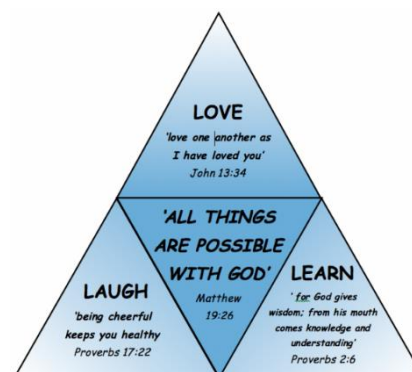 LOVE
'love one another as
I have loved you'
John 13:34
'ALL THINGS
ARE POSSIBLE
WITH GOD'
Matthew
19:26
LAUGH
'being cheerful
keeps you healthy
Proverbs 17:22
LEARN
' for God gives
wisdom; from his mouth
comes knowledge and
understanding'
Proverbs 2:6